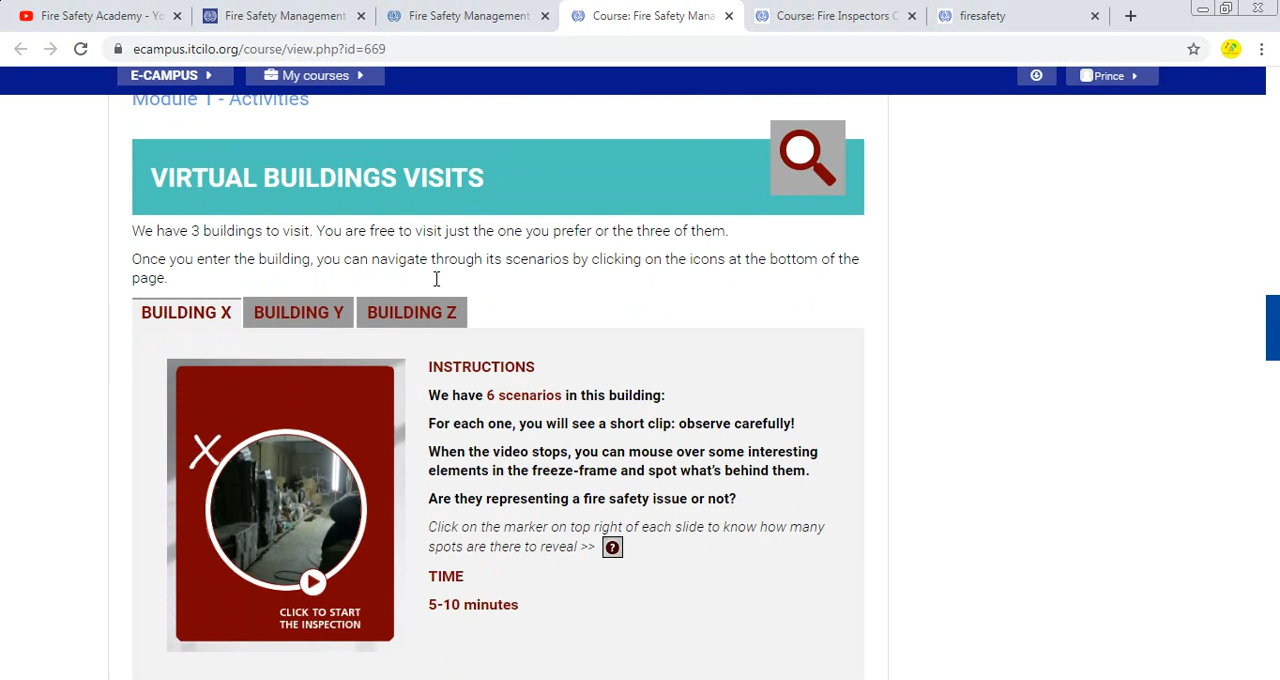 Fire Safety Academy - Yo
Fire Safety Management
Fire Safety Management
Course: Fire Safety Mana
Course: Fire Inspectors C
firesafety
ecampus.itcilo.org/course/view.php?id=669
E-CAMPUS
My courses
Prince
Module 1 - Activities
VIRTUAL BUILDINGS VISITS
We have 3 buildings to visit. You are free to visit just the one you prefer or the three of them.
Once you enter the building, you can navigate through its scenarios by clicking on the icons at the bottom of the
page.
BUILDING X
BUILDING Y
BUILDING Z
X
CLICK TO START
THE INSPECTION
INSTRUCTIONS
We have 6 scenarios in this building:
For each one, you will see a short clip: observe carefully!
When the video stops, you can mouse over some interesting
elements in the freeze-frame and spot what's behind them.
Are they representing a fire safety issue or not?
Click on the marker on top right of each slide to know how many
spots are there to reveal >> ?
TIME
5-10 minutes